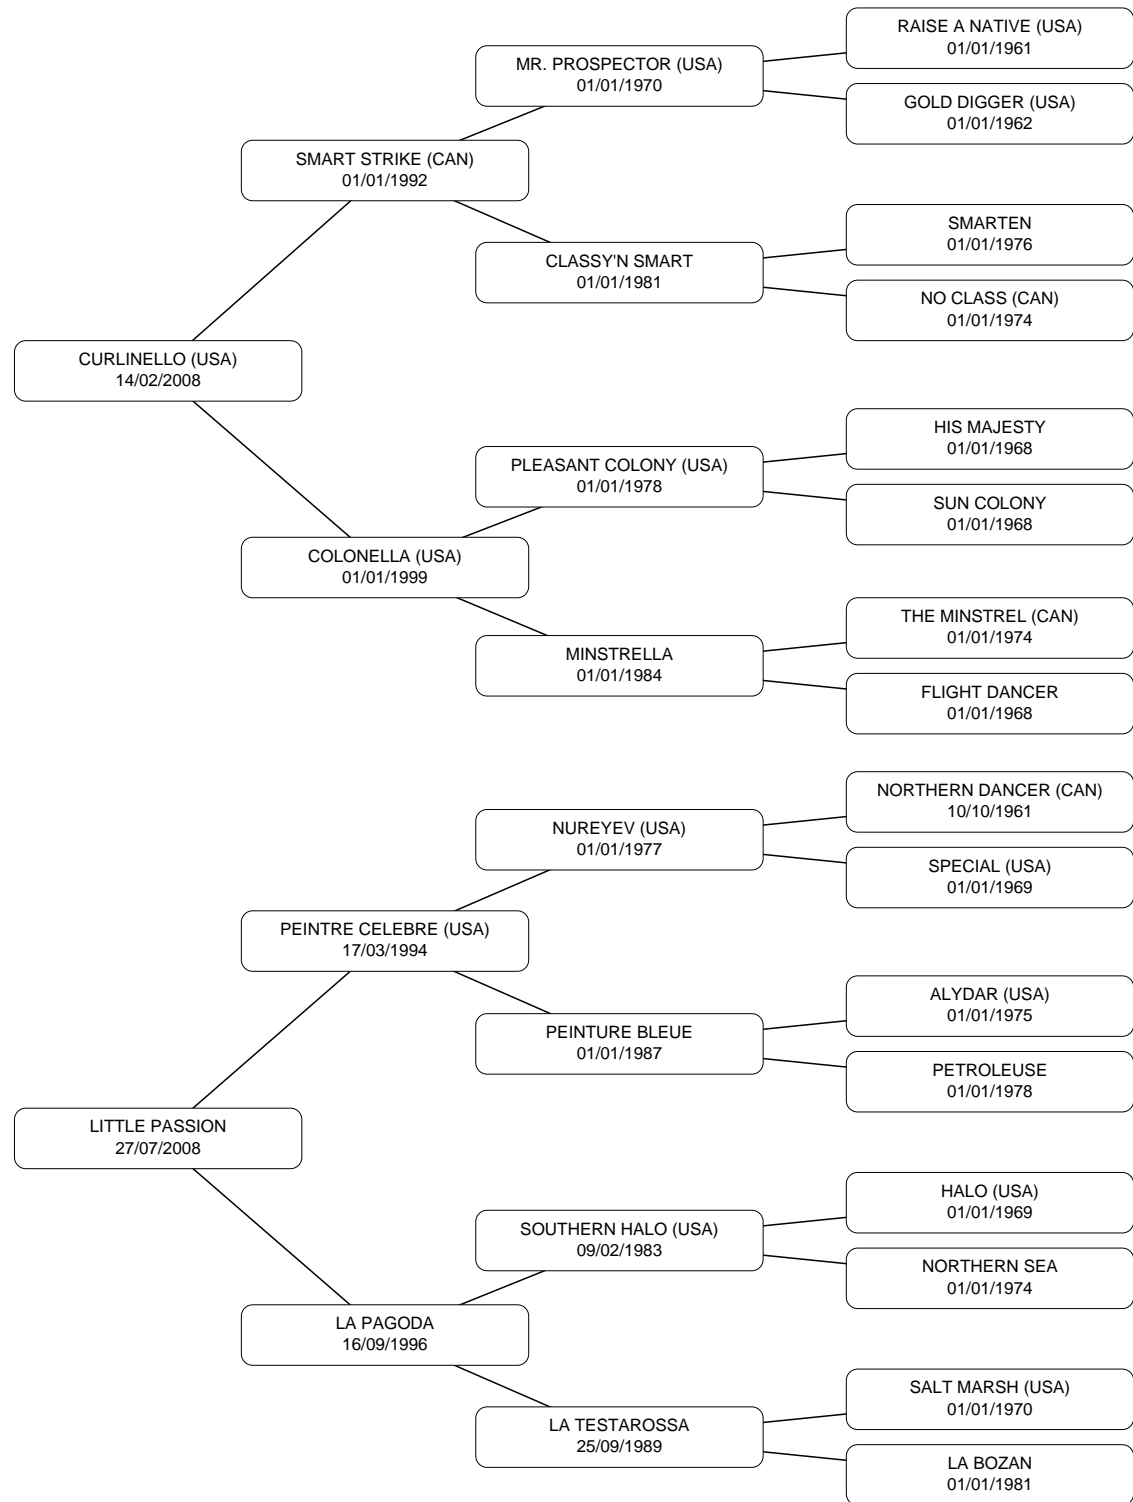 RAISE A NATIVE (USA)
01/01/1961
MR. PROSPECTOR (USA)
01/01/1970
GOLD DIGGER (USA)
01/01/1962
SMART STRIKE (CAN)
01/01/1992
SMARTEN
01/01/1976
CLASSY'N SMART
01/01/1981
NO CLASS (CAN)
01/01/1974
CURLINELLO (USA)
14/02/2008
HIS MAJESTY
01/01/1968
PLEASANT COLONY (USA)
01/01/1978
SUN COLONY
01/01/1968
COLONELLA (USA)
01/01/1999
THE MINSTREL (CAN)
01/01/1974
MINSTRELLA
01/01/1984
FLIGHT DANCER
01/01/1968
NORTHERN DANCER (CAN)
10/10/1961
NUREYEV (USA)
01/01/1977
SPECIAL (USA)
01/01/1969
PEINTRE CELEBRE (USA)
17/03/1994
ALYDAR (USA)
01/01/1975
PEINTURE BLEUE
01/01/1987
PETROLEUSE
01/01/1978
LITTLE PASSION
27/07/2008
HALO (USA)
01/01/1969
SOUTHERN HALO (USA)
09/02/1983
NORTHERN SEA
01/01/1974
LA PAGODA
16/09/1996
SALT MARSH (USA)
01/01/1970
LA TESTAROSSA
25/09/1989
LA BOZAN
01/01/1981